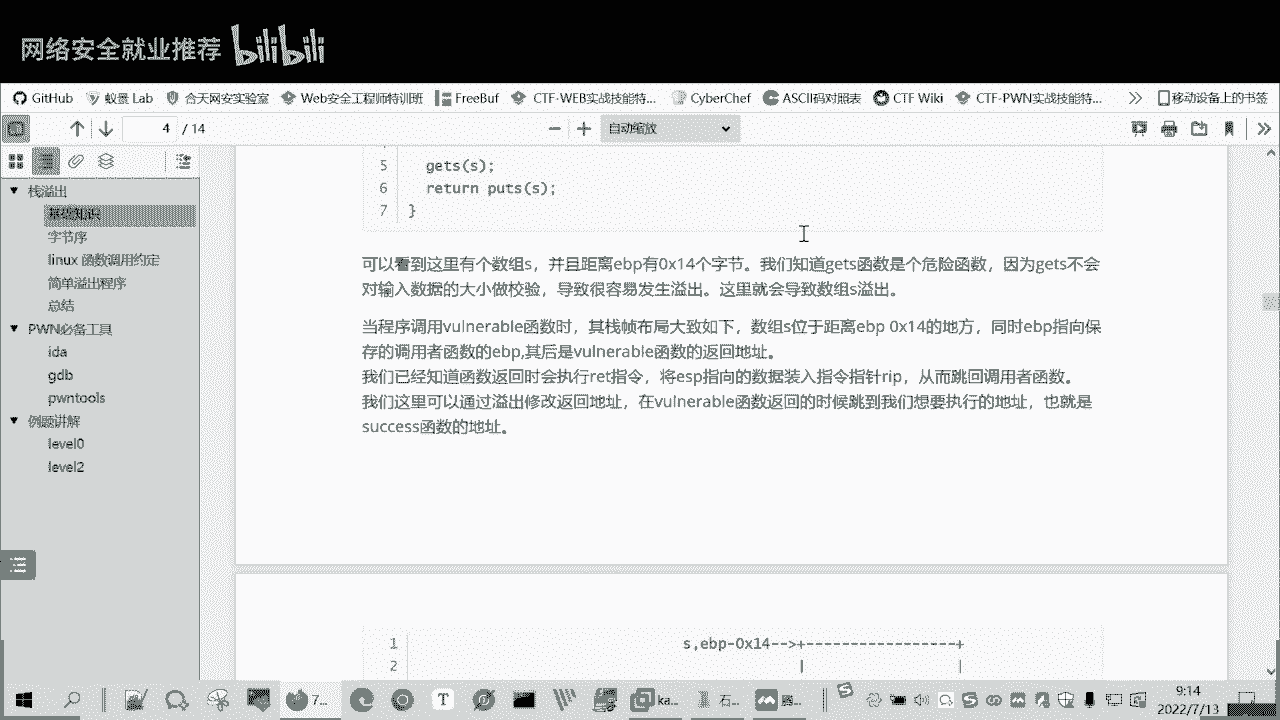 网络安全就业推荐 bilibili
GitHub 蚁景 Lab 合天网安实验室 Web安全工程师特训班 FreeBuf CTF-WEB实战技能特... CyberChef ASCII码对照表 CTF Wiki CTF-PWN实战技能特... 移动设备上的书签
4 / 14 自动缩放
栈溢出
基础知识
字节序
linux 函数调用约定
简单溢出程序
总结
PWN必备工具
ida
gdb
pwntools
例题讲解
level0
level2
5 gets(s);
6 return puts(s);
7 }
可以看到这里有个数组s，并且距离ebp有0x14个字节。我们知道gets函数是个危险函数，因为gets不会
对输入数据的大小做校验，导致很容易发生溢出。这里就会导致数组s溢出。
当程序调用vulnerable函数时，其栈帧布局大致如下，数组s位于距离ebp 0x14的地方，同时ebp指向保
存的调用者函数的ebp,其后是vulnerable函数的返回地址。
我们已经知道函数返回时会执行ret指令，将esp指向的数据装入指令指针rip，从而跳回调用者函数。
我们这里可以通过溢出修改返回地址，在vulnerable函数返回的时候跳到我们想要执行的地址，也就是
success函数的地址。
1 s,ebp-0x14-->+-----------------+
2 | |
7... ka... 石... 9:14
2022/7/13